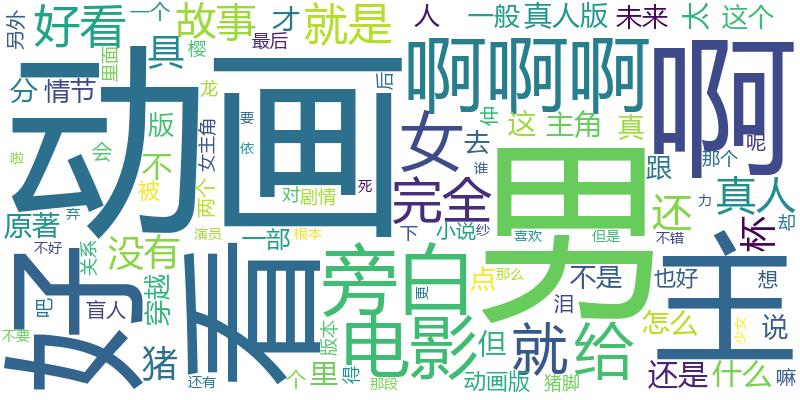 另外
好看
一个
故事
才
就是
人
一般
真人版
未来
长
这个
具
里面
樱
最后
啊啊啊
啊
动画
分
情节
版
龙
后
女
去
仲
这
主角
真
跟
那个
呢
啦
会
不
女主角
两个
要
依
谁
男
完全
对
剧情
死
被
原著
弃
没有
演员
根本
一部
下
小说
纱
喜欢
但是
还
不错
力
真人
杯
却
不好
关系
好看
旁白
主
吧
盲人
穿越
更
点
那么
不是
也好
想
泪
不要
猪
还有
版本
电影
但
就
给
怎么
少女
说
个
里
得
那段
动画版
猪脚
还是
什么
嘛